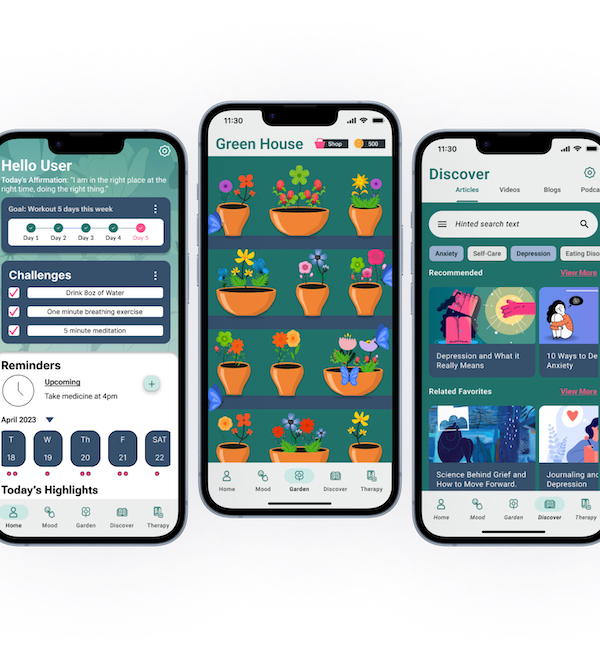 Hello User
Today's Affirmation: "I am in the right place at the
right time, doing the right thing."
Goal: Workout 5 days this week
Day 1 Day 2 Day 3 Day 4 Day 5
Challenges
Drink 8oz of Water
One minute breathing exercise
5 minute meditation
Reminders
Upcoming
Take medicine at 4pm
April 2023
T W Th F SAT
18 19 20 21 22
Today's Highlights
Home Mood Garden Discover Therapy
11:30
Green House
Shop
500
Home Mood Garden Discover Therapy
11:30
Discover
Articles Videos Blogs Podca
Hinted search text
Anxiety Self-Care Depression Eating Diso
Recommended View More
Depression and What it
Really Means
10 Ways to De
Anxiety
Related Favorites View More
Science Behind Grief and
How to Move Forward.
Journaling an
Depression
Home Mood Garden Discover Therapy